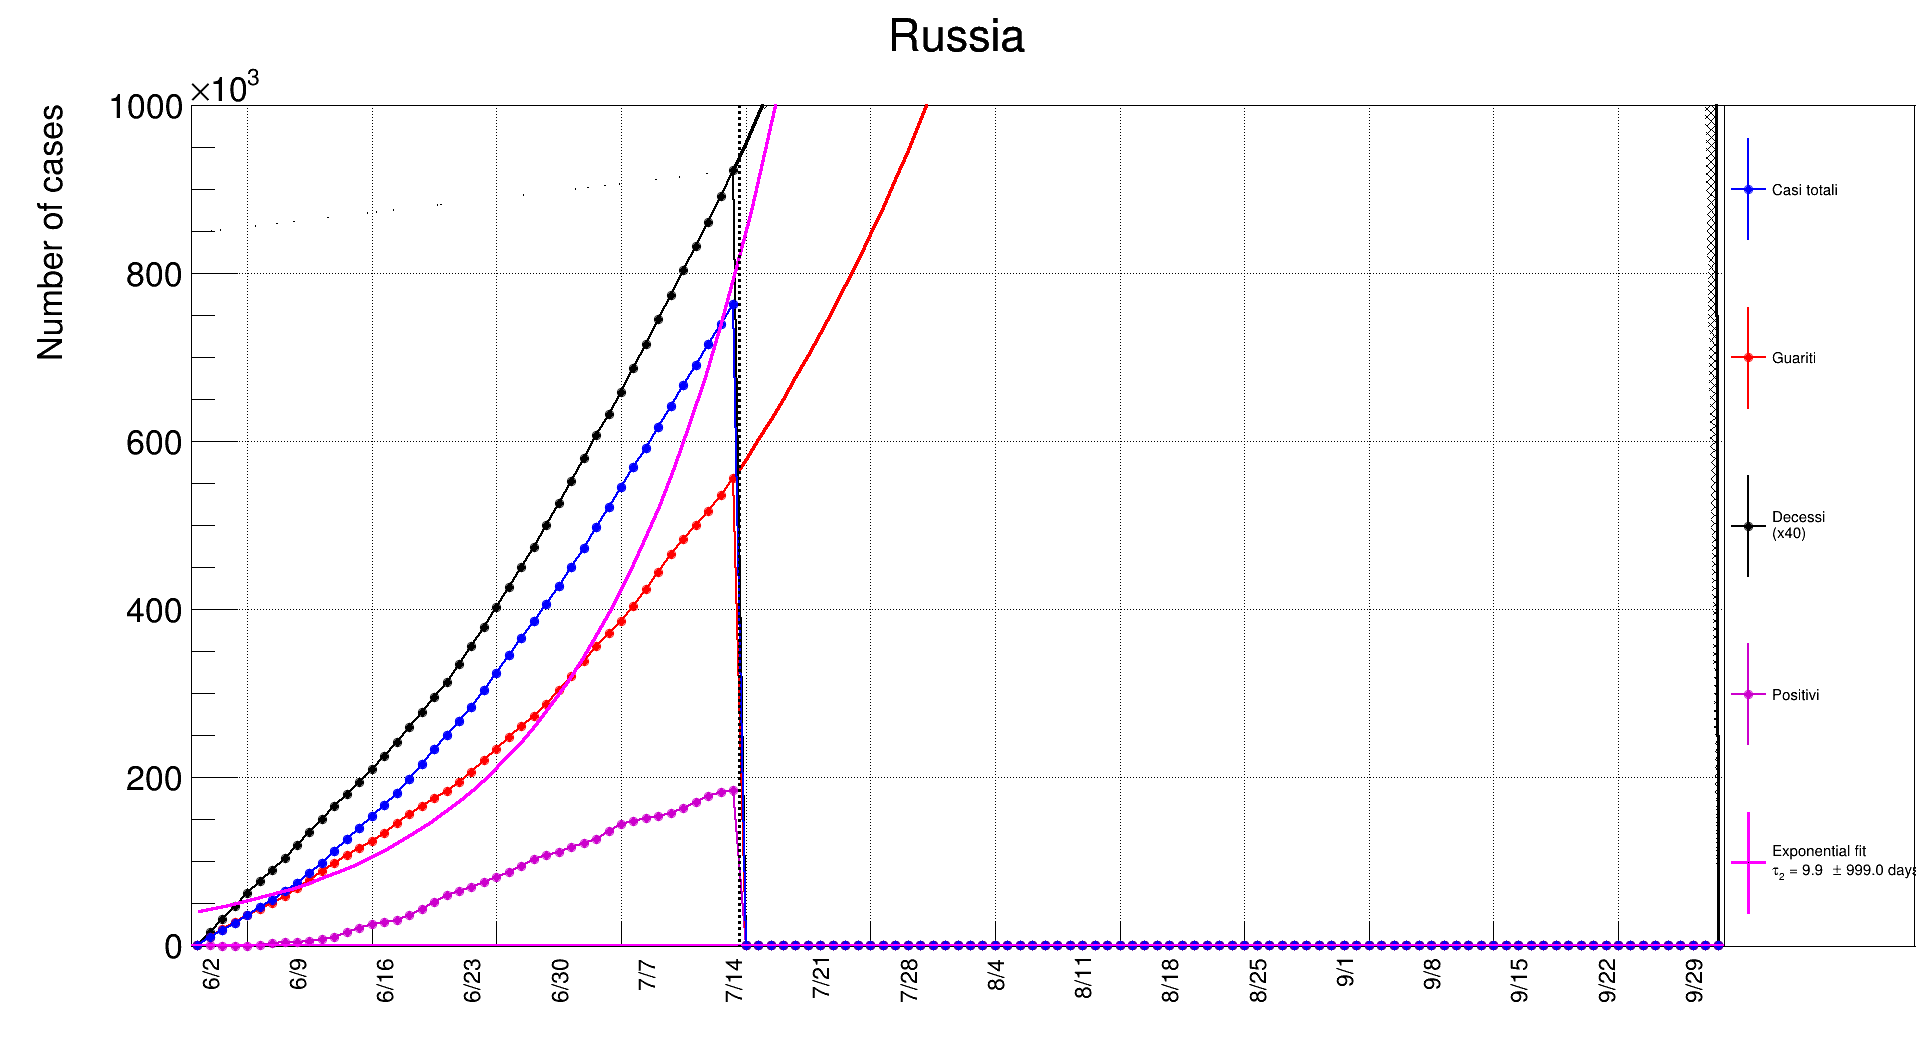 Russia
×10³
Number of cases
1000
800
600
400
200
0
6/2
6/9
6/16
6/23
6/30
7/7
7/14
7/21
7/28
8/4
8/11
8/18
8/25
9/1
9/8
9/15
9/22
9/29
Casi totali
Guariti
Decessi
(x40)
Positivi
Exponential fit
τ₂ = 9.9 ± 999.0 days